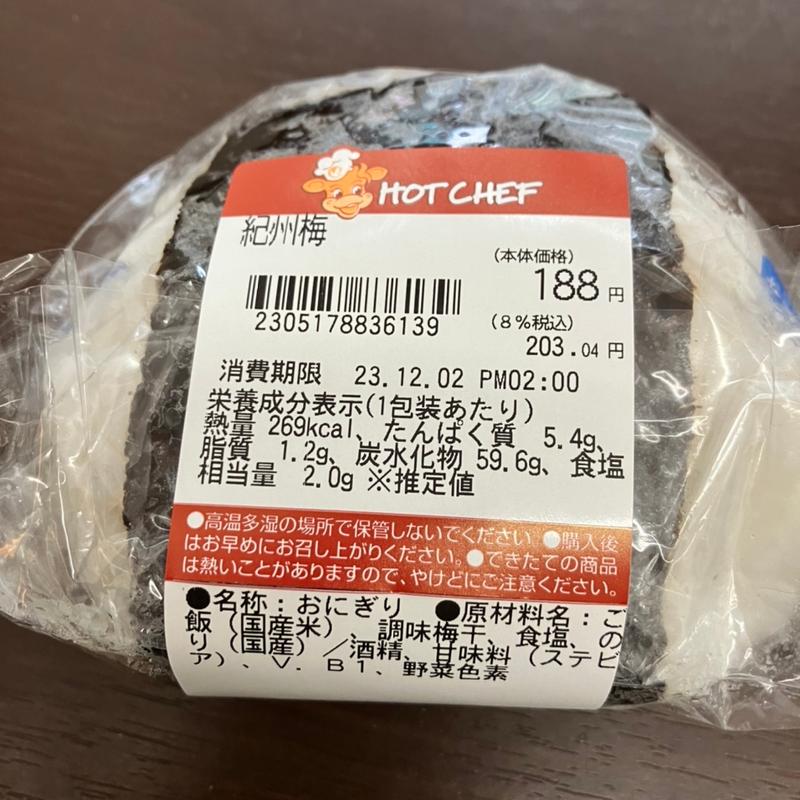 HOT CHEF
紀州梅
(本体価格)
188 円
2305178836139
(8%税込)
203.04 円
消費期限 23.12.02 PM02:00
栄養成分表示(1包装あたり)
熱量 269kcal、たんぱく質 5.4g、
脂質 1.2g、炭水化物 59.6g、食塩
相当量 2.0g ※推定値
●高温多湿の場所で保管しないでください ●購入後
はお早めにお召し上がりください。●できたての商品
は熱いことがありますので、やけどにご注意ください。
●名称:おにぎり ●原材料名:ご
飯(国産米)、調味梅干、食塩、の
り(国産)/酒精、甘味料(ステビ
ア)、V.B1、野菜色素